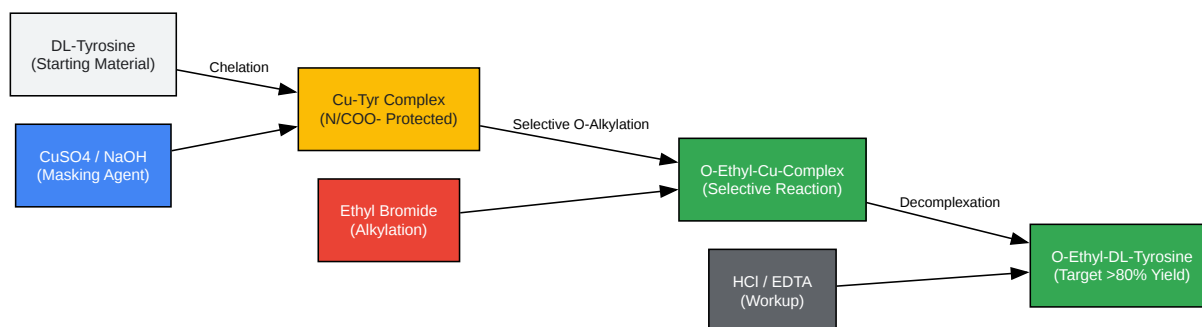 DL-Tyrosine
(Starting Material)
Chelation
CuSO4 / NaOH
(Masking Agent)
Cu-Tyr Complex
(N/COO- Protected)
Selective O-Alkylation
Ethyl Bromide
(Alkylation)
O-Ethyl-Cu-Complex
(Selective Reaction)
Decomplexation
HCl / EDTA
(Workup)
O-Ethyl-DL-Tyrosine
(Target >80% Yield)